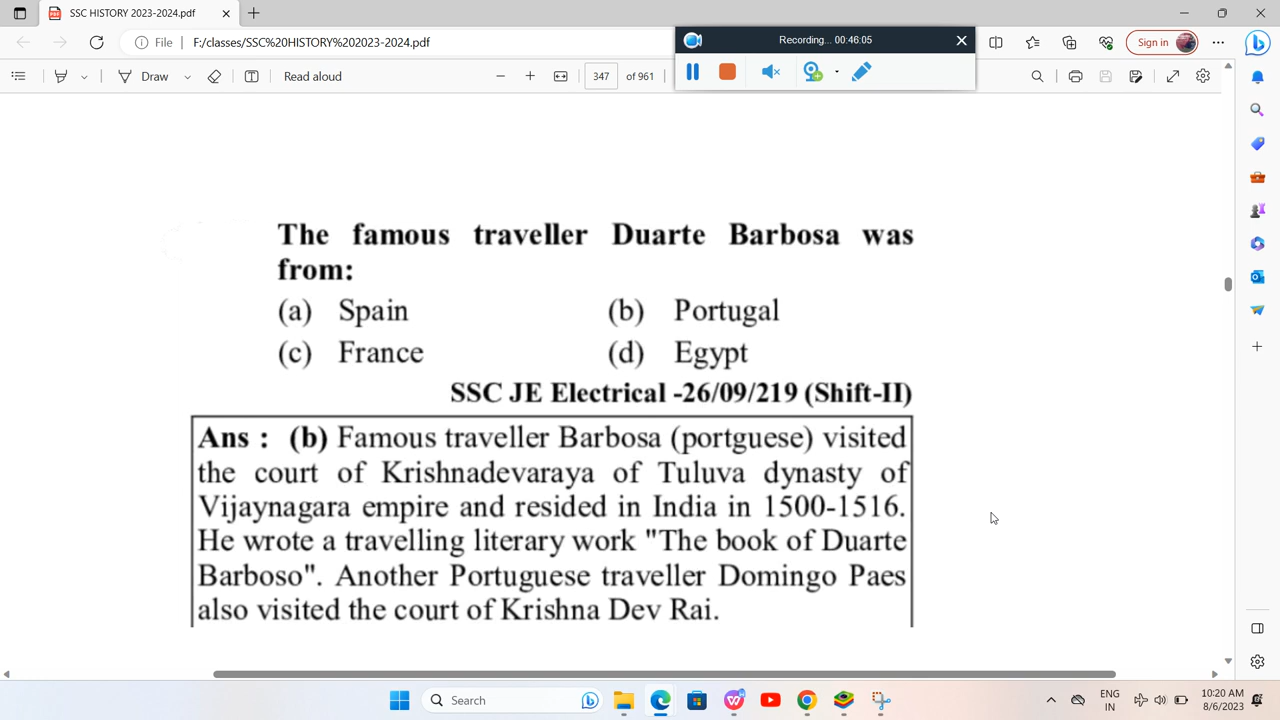 SSC HISTORY 2023-2024.pdf
File F:/classes/SSC%20HISTORY%202023-2024.pdf
Recording... 00:46:05
Sign in
Draw
Read aloud
347 of 961
The famous traveller Duarte Barbosa was
from:
(a) Spain (b) Portugal
(c) France (d) Egypt
SSC JE Electrical -26/09/219 (Shift-II)
Ans : (b) Famous traveller Barbosa (portguese) visited
the court of Krishnadevaraya of Tuluva dynasty of
Vijaynagara empire and resided in India in 1500-1516.
He wrote a travelling literary work "The book of Duarte
Barboso". Another Portuguese traveller Domingo Paes
also visited the court of Krishna Dev Rai.
Search
ENG
IN
10:20 AM
8/6/2023